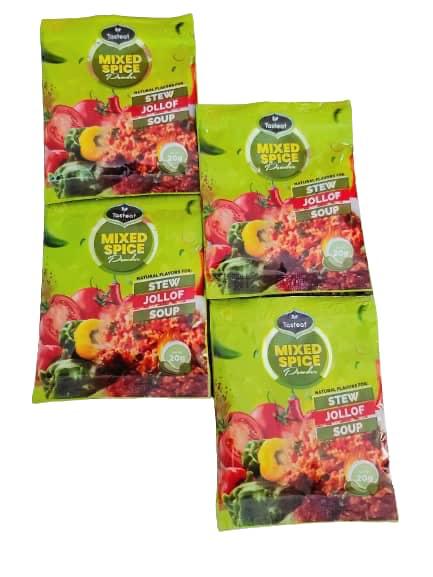 Tasteat
MIXED
SPICE
Powder
NATURAL FLAVORS FOR:
STEW
JOLLOF
SOUP
20g
Tasteat
MIXED
SPICE
Powder
NATURAL FLAVORS FOR:
STEW
JOLLOF
SOUP
20g
Tasteat
MIXED
SPICE
Powder
NATURAL FLAVORS FOR:
STEW
JOLLOF
SOUP
20g
Tasteat
MIXED
SPICE
Powder
NATURAL FLAVORS FOR:
STEW
JOLLOF
SOUP
20g